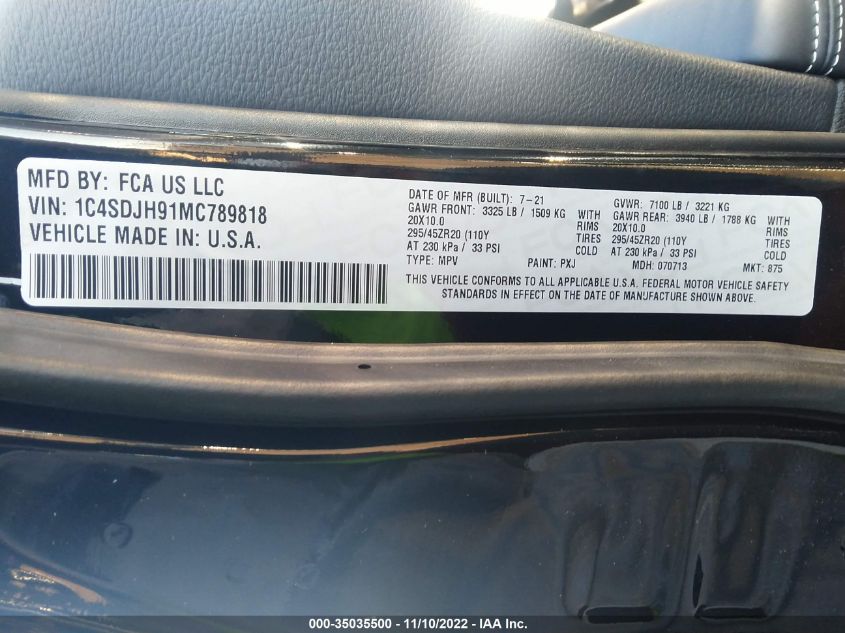 MFD BY: FCA US LLC
VIN: 1C4SDJH91MC789818
VEHICLE MADE IN: U.S.A.
DATE OF MFR (BUILT): 7-21
GAWR FRONT: 3325 LB / 1509 KG WITH
20X10.0 RIMS
295/45ZR20 (110Y TIRES
AT 230 kPa / 33 PSI COLD
TYPE: MPV PAINT: PXJ
GVWR: 7100 LB / 3221 KG
GAWR REAR: 3940 LB / 1788 KG WITH
20X10.0 RIMS
295/45ZR20 (110Y TIRES
AT 230 kPa / 33 PSI COLD
MDH: 070713 MKT: 875
THIS VEHICLE CONFORMS TO ALL APPLICABLE U.S.A. FEDERAL MOTOR VEHICLE SAFETY
STANDARDS IN EFFECT ON THE DATE OF MANUFACTURE SHOWN ABOVE.
000-35035500 - 11/10/2022 - IAA Inc.